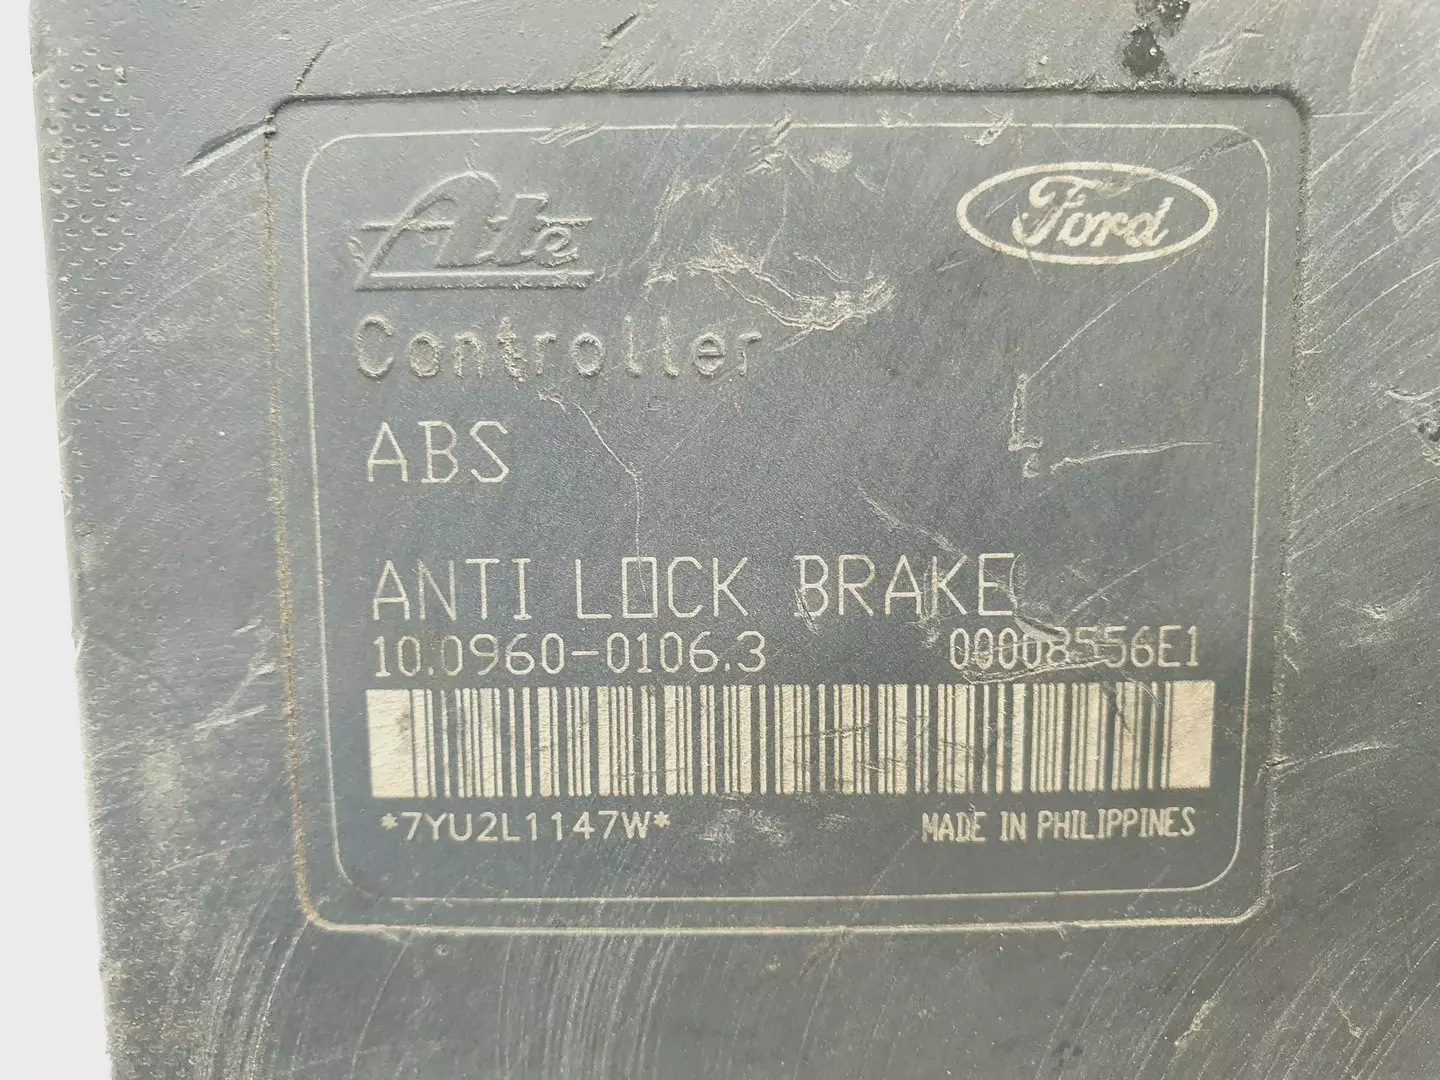 Ate
Ford
Controller
ABS
ANTI LOCK BRAKE
10.0960-0106.3 00008556E1
*7YU2L1147W* MADE IN PHILIPPINES